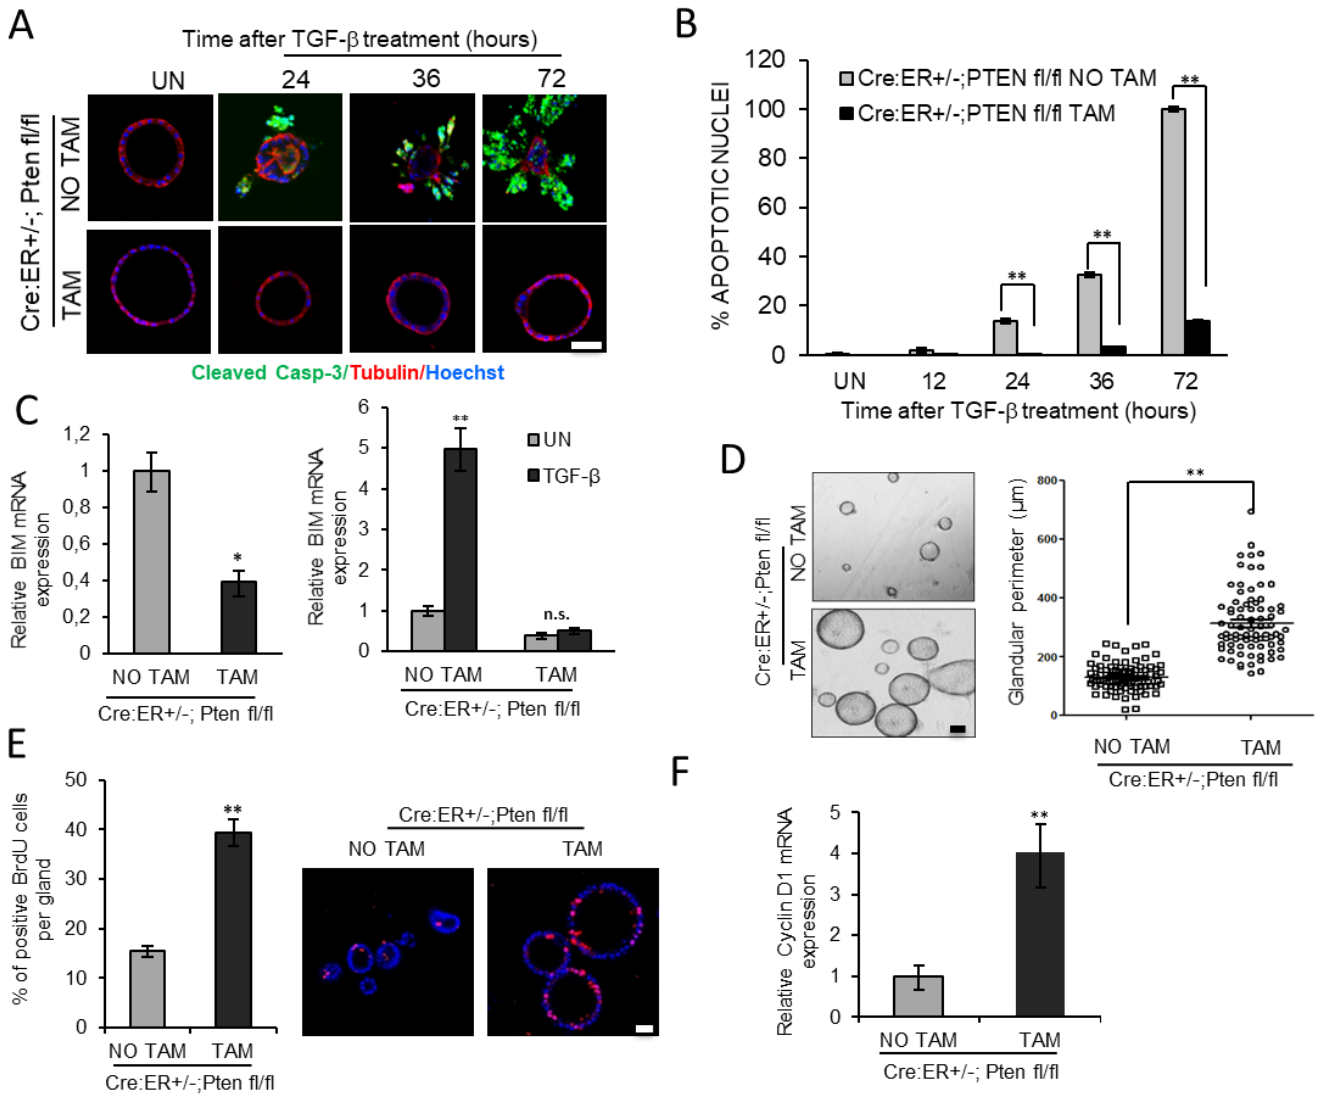 A
Time after TGF-β treatment (hours)
UN 24 36 72
Cre:ER+/-; Pten fl/fl
NO TAM
TAM
Cleaved Casp-3/Tubulin/Hoechst
B
% APOPTOTIC NUCLEI
120
100
80
60
40
20
0
Cre:ER+/-;PTEN fl/fl NO TAM
Cre:ER+/-;PTEN fl/fl TAM
**
**
**
UN 12 24 36 72
Time after TGF-β treatment (hours)
C
Relative BIM mRNA
expression
1,2
1
0,8
0,6
0,4
0,2
0
*
NO TAM TAM
Cre:ER+/-; Pten fl/fl
Relative BIM mRNA
expression
6
5
4
3
2
1
0
**
n.s.
UN
TGF-β
NO TAM TAM
Cre:ER+/-; Pten fl/fl
D
Cre:ER+/-;Pten fl/fl
NO TAM
TAM
Glandular perimeter (µm)
800
600
400
200
0
**
NO TAM TAM
Cre:ER+/-;Pten fl/fl
E
% of positive BrdU cells
per gland
50
40
30
20
10
0
**
NO TAM TAM
Cre:ER+/-;Pten fl/fl
Cre:ER+/-;Pten fl/fl
NO TAM TAM
F
Relative Cyclin D1 mRNA
expression
5
4
3
2
1
0
**
NO TAM TAM
Cre:ER+/-; Pten fl/fl